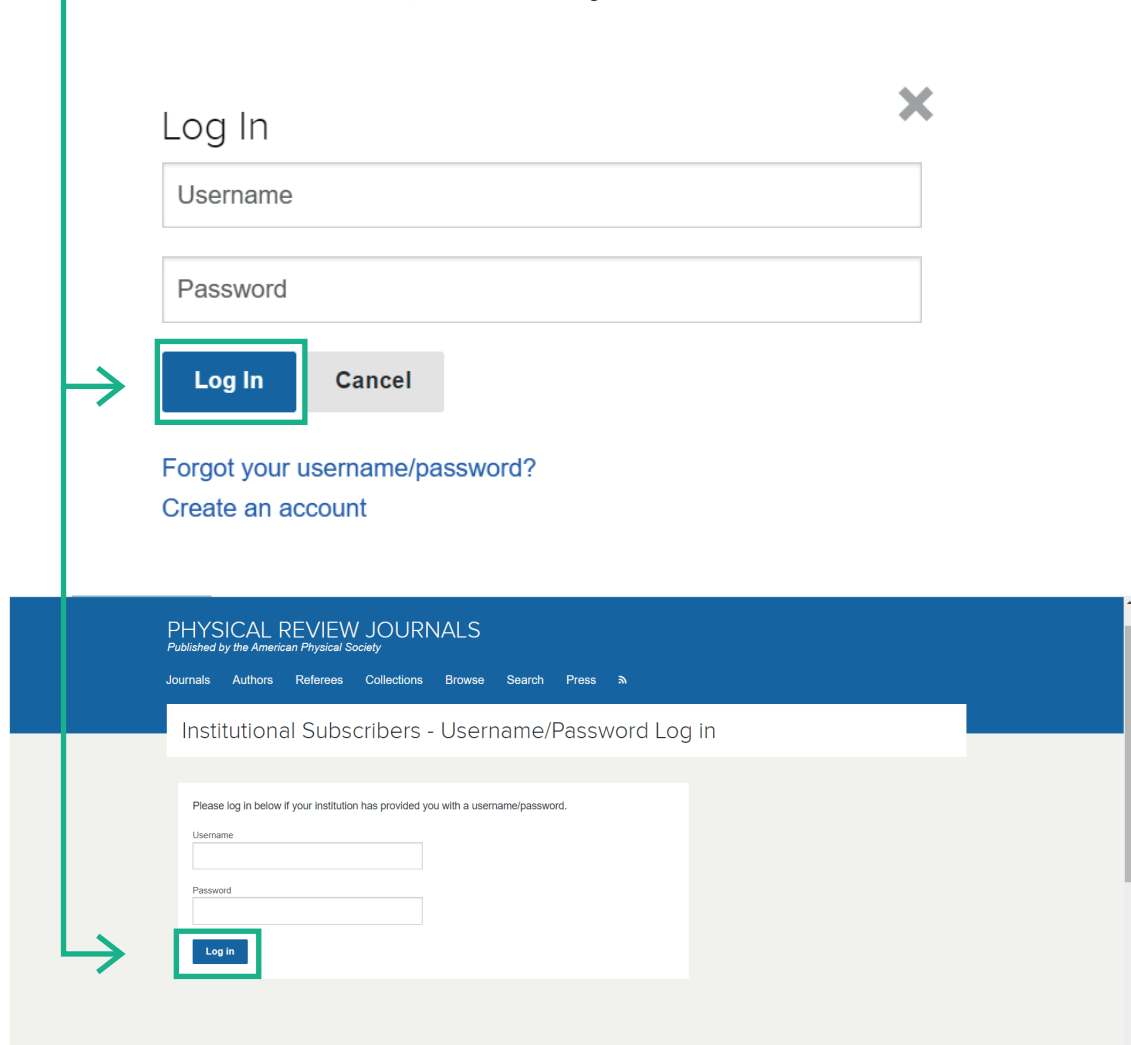 Log In
Username
Password
Log In Cancel
Forgot your username/password?
Create an account
PHYSICAL REVIEW JOURNALS
Published by the American Physical Society
Journals Authors Referees Collections Browse Search Press
Institutional Subscribers - Username/Password Log in
Please log in below if your institution has provided you with a username/password.
Username
Password
Log in